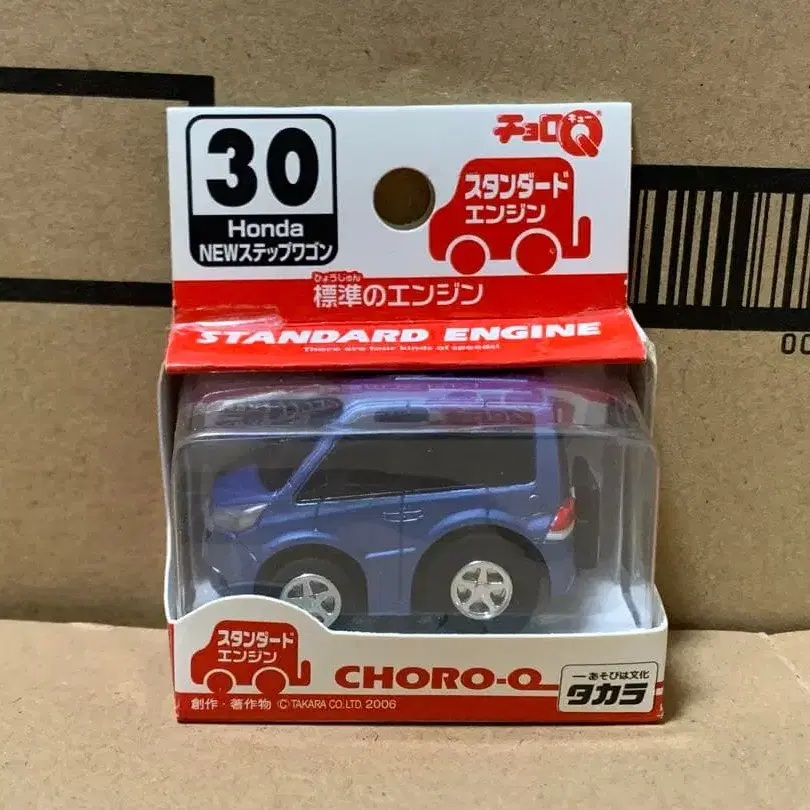 30
Honda
NEWステップワゴン
チョロQ
キュー
スタンダード
エンジン
ひょうじゅん
標準のエンジン
STANDARD ENGINE
There are four kinds of speeds!
スタンダード
エンジン
CHORO-Q
あそびは文化
タカラ
創作・著作物 ©TAKARA CO.,LTD. 2006
00